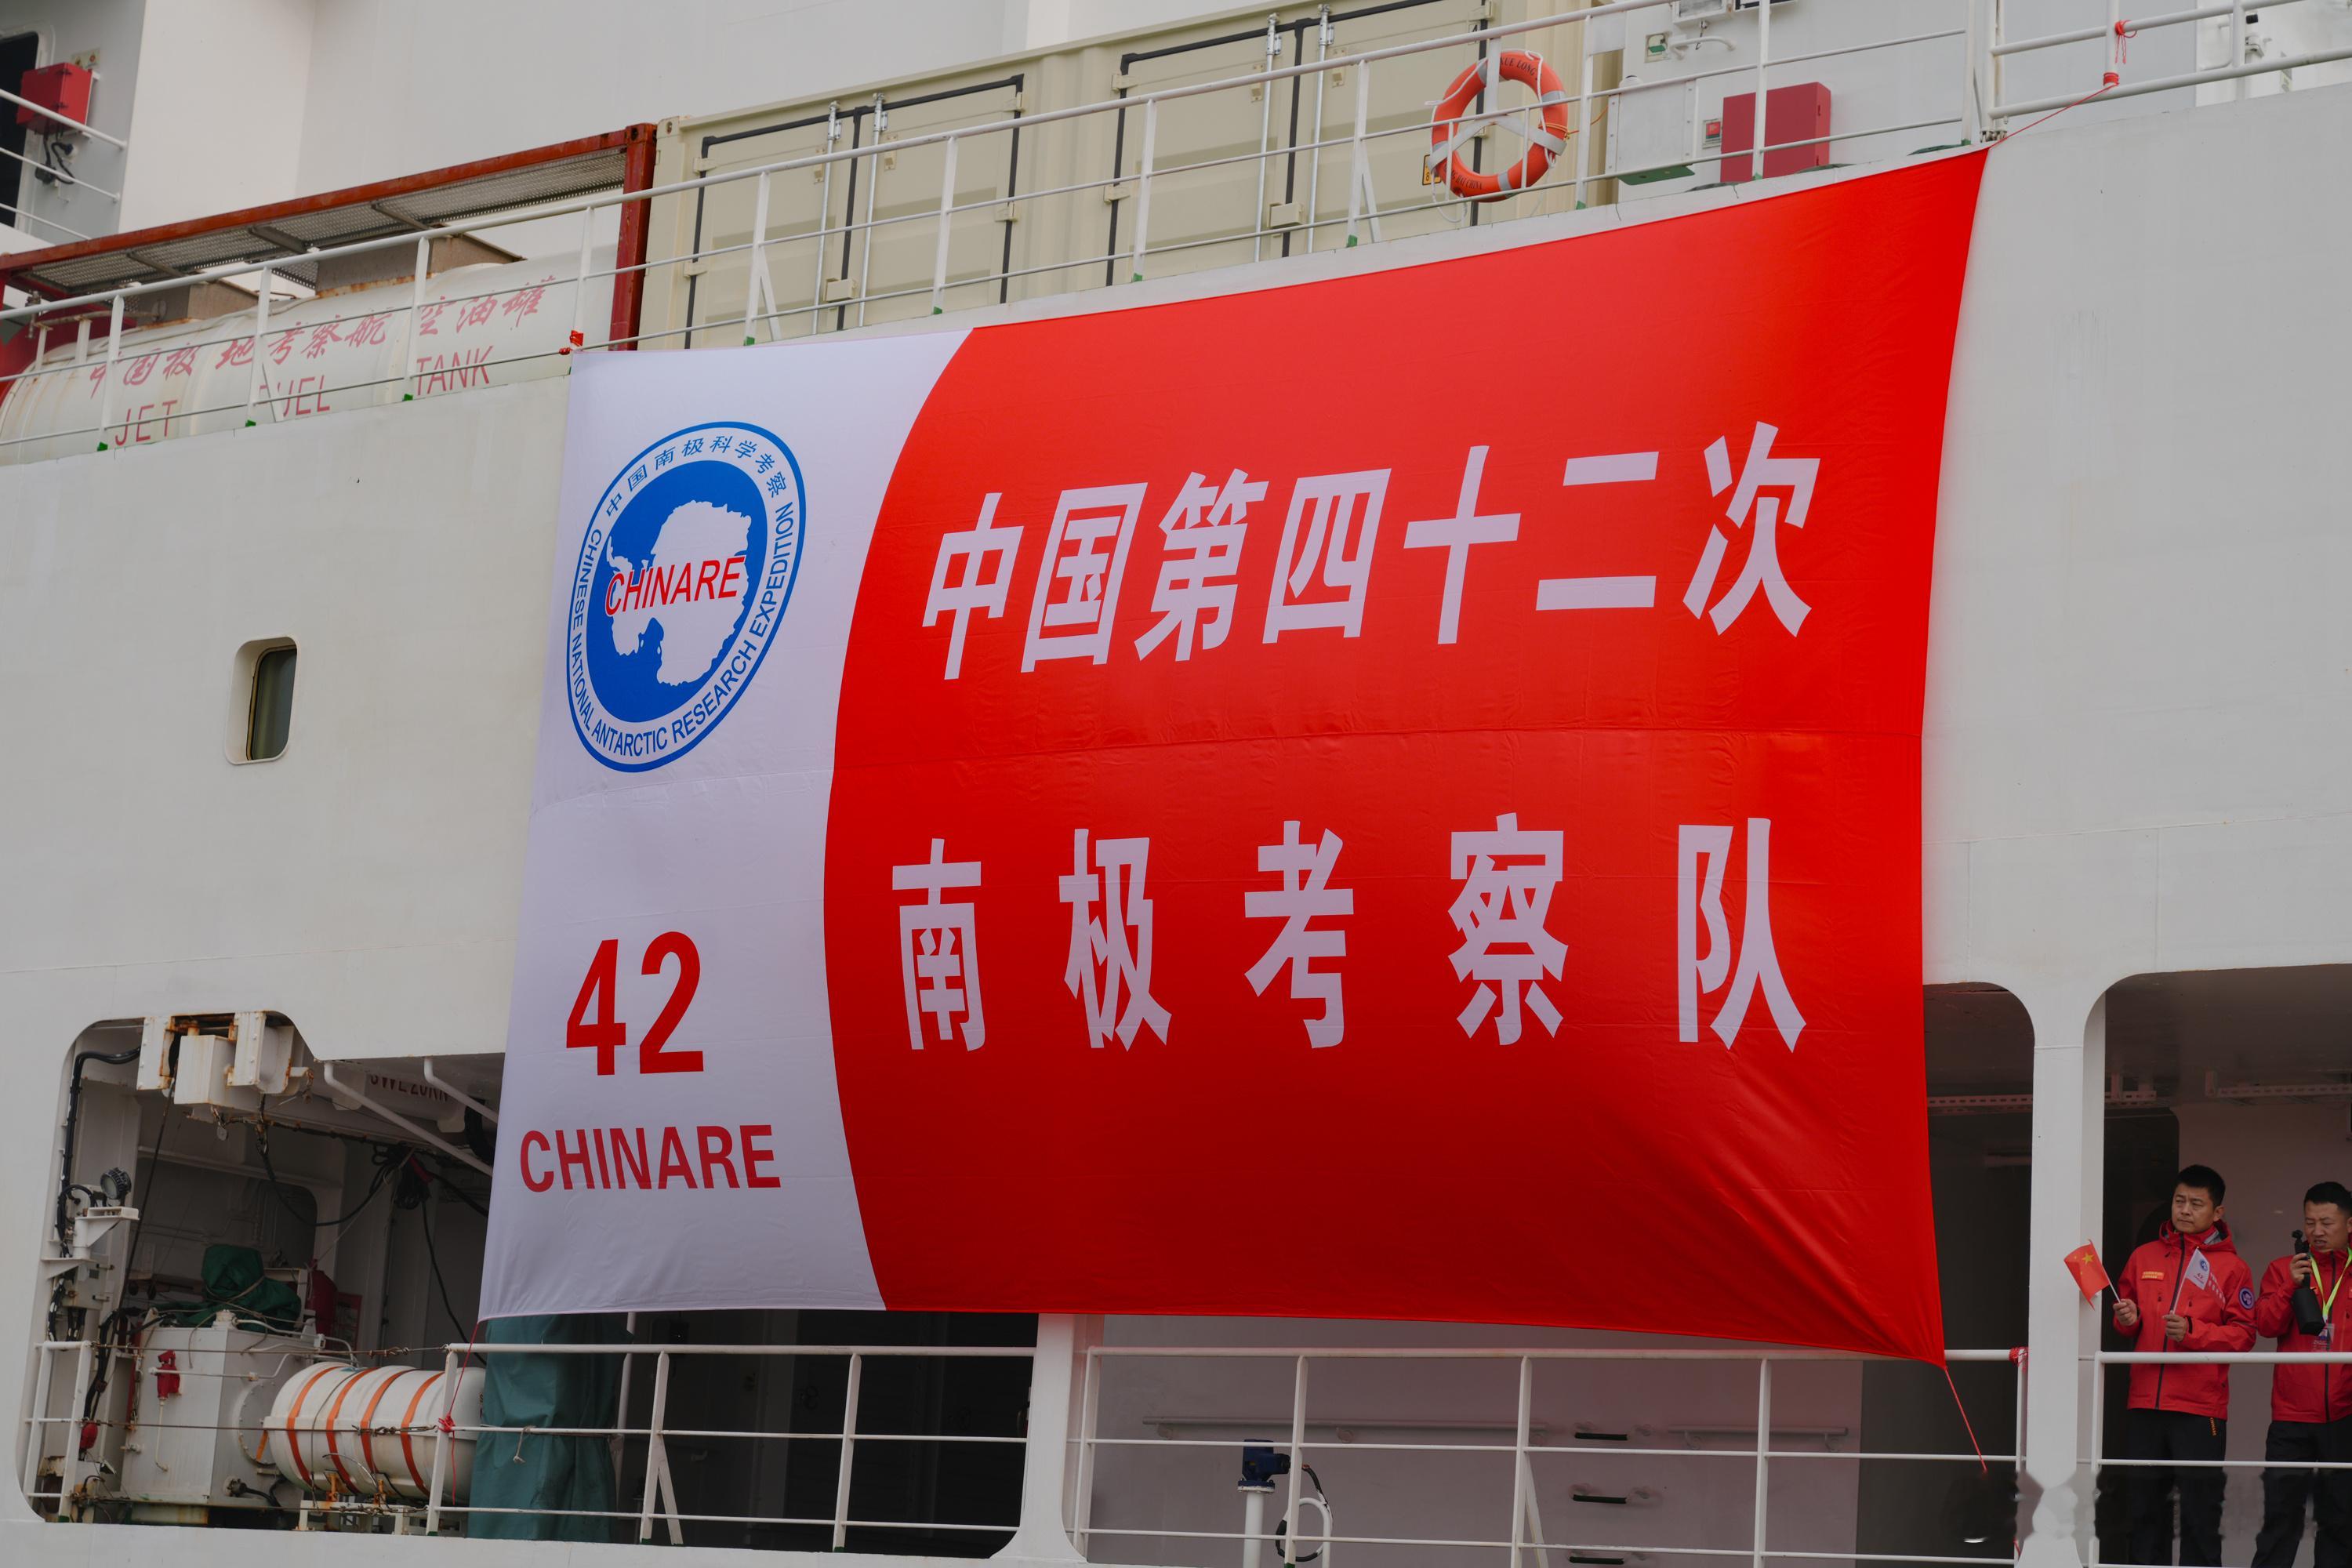 中国极地考察航空油罐
JET FUEL TANK
XUE LONG
中国南极科学考察
CHINARE
CHINESE NATIONAL ANTARCTIC RESEARCH EXPEDITION
中国第四十二次
南极考察队
42
CHINARE